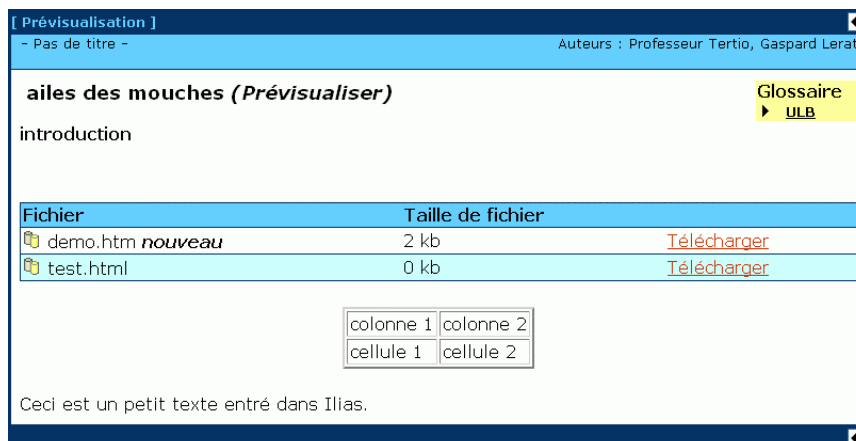 [ Prévisualisation ]
- Pas de titre - Auteurs : Professeur Tertio, Gaspard Lerat
ailes des mouches (Prévisualiser)
Glossaire
ULB
introduction
Fichier Taille de fichier
demo.htm nouveau 2 kb Télécharger
test.html 0 kb Télécharger
colonne 1 colonne 2
cellule 1 cellule 2
Ceci est un petit texte entré dans Ilias.